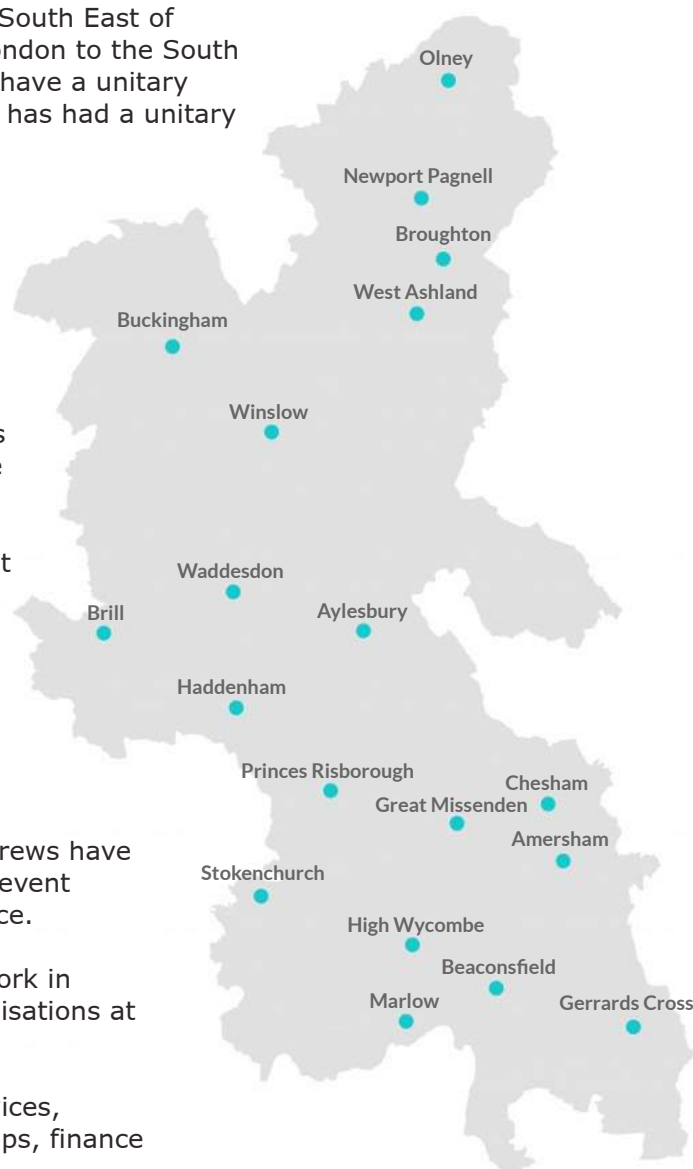 South East of
ndon to the South
have a unitary
has had a unitary
Olney
Newport Pagnell
Broughton
West Ashland
Buckingham
Winslow
s
e
t
Waddesdon
Brill
Aylesbury
Haddenham
Princes Risborough
Chesham
Great Missenden
Amersham
rews have
event
ce.
Stokenchurch
High Wycombe
Beaconsfield
ork in
isations at
Marlow
Gerrards Cross
ices,
ps, finance